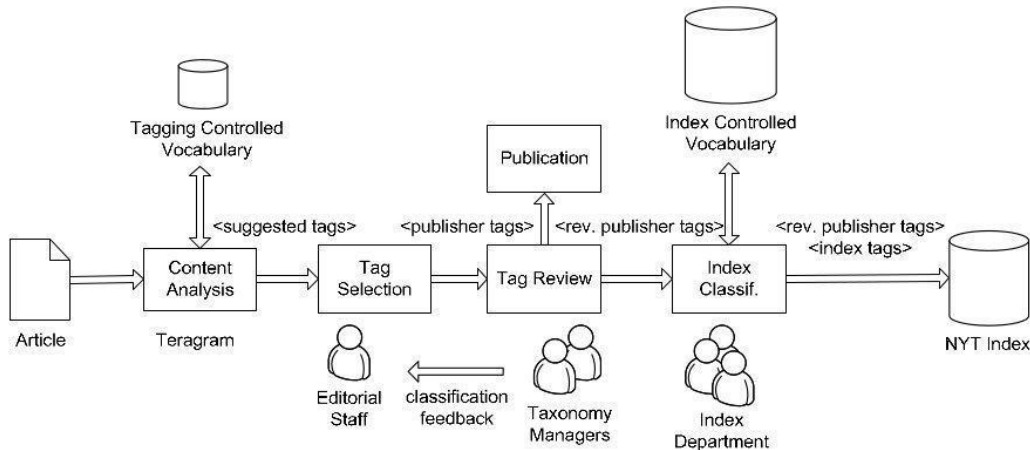 Tagging Controlled
Vocabulary
Index Controlled
Vocabulary
Publication
<suggested tags>
<publisher tags>
<rev. publisher tags>
<rev. publisher tags>
<index tags>
Content
Analysis
Tag
Selection
Tag Review
Index
Classif.
Article
Teragram
NYT Index
Editorial
Staff
classification
feedback
Taxonomy
Managers
Index
Department